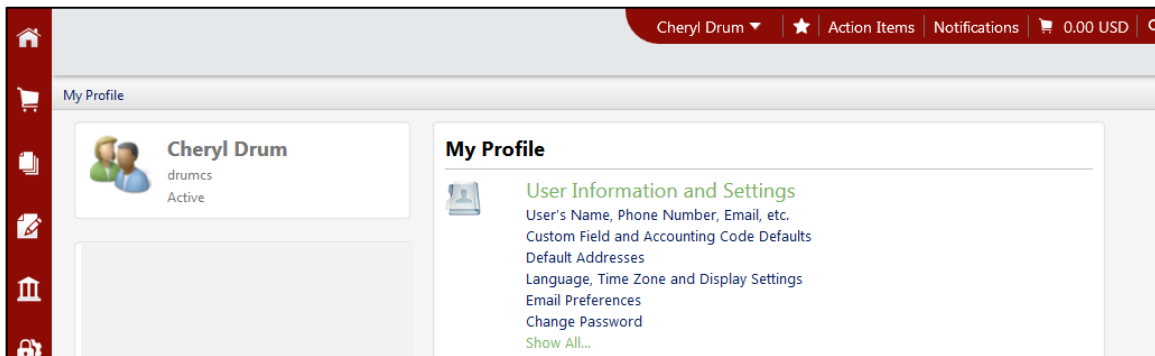 Cheryl Drum Action Items Notifications 0.00 USD
My Profile
Cheryl Drum
drumcs
Active
My Profile
User Information and Settings
User's Name, Phone Number, Email, etc.
Custom Field and Accounting Code Defaults
Default Addresses
Language, Time Zone and Display Settings
Email Preferences
Change Password
Show All...